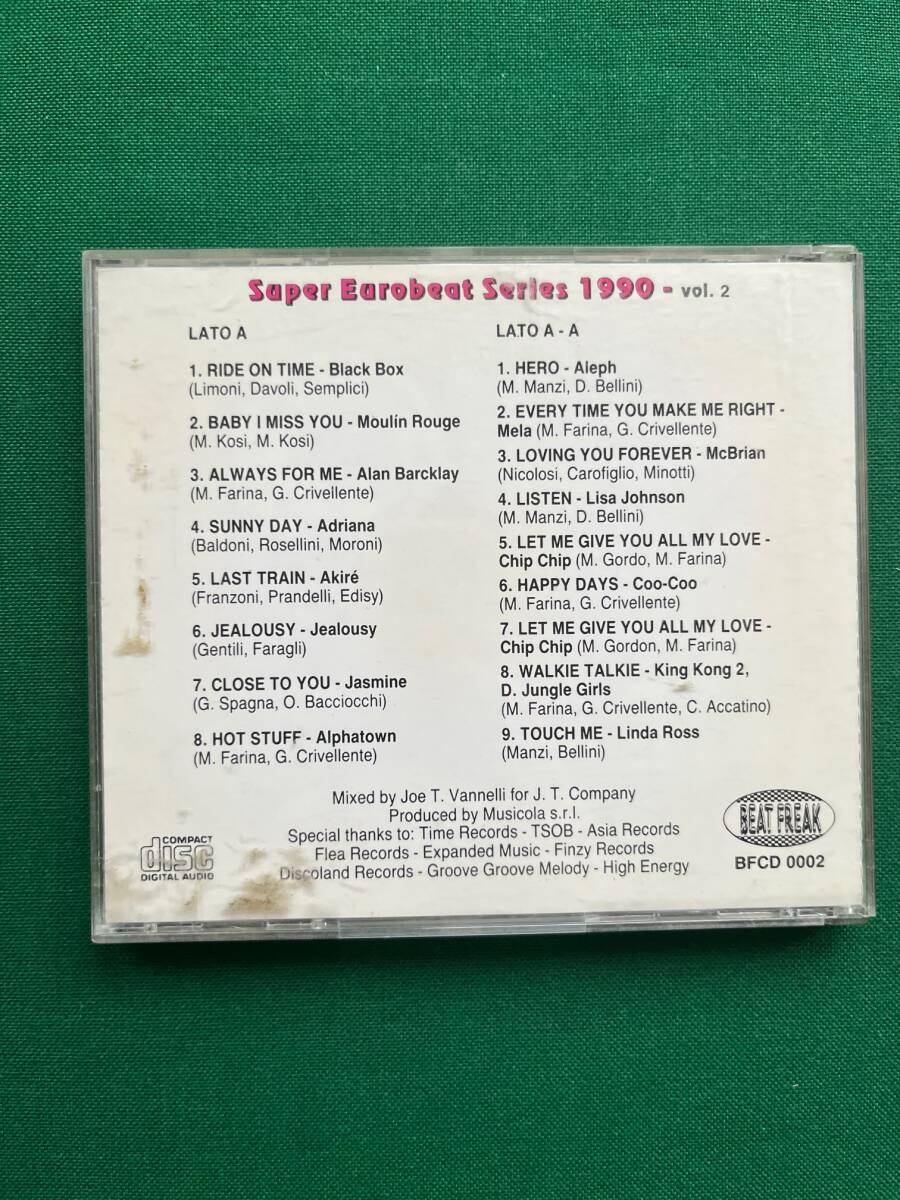 Super Eurobeat Series 1990 - vol. 2
LATO A
1. RIDE ON TIME - Black Box
(Limoni, Davoli, Semplici)
2. BABY I MISS YOU - Moulín Rouge
(M. Kosi, M. Kosi)
3. ALWAYS FOR ME - Alan Barcklay
(M. Farina, G. Crivellente)
4. SUNNY DAY - Adriana
(Baldoni, Rosellini, Moroni)
5. LAST TRAIN - Akiré
(Franzoni, Prandelli, Edisy)
6. JEALOUSY - Jealousy
(Gentili, Faragli)
7. CLOSE TO YOU - Jasmine
(G. Spagna, O. Bacciocchi)
8. HOT STUFF - Alphatown
(M. Farina, G. Crivellente)
LATO A - A
1. HERO - Aleph
(M. Manzi, D. Bellini)
2. EVERY TIME YOU MAKE ME RIGHT -
Mela (M. Farina, G. Crivellente)
3. LOVING YOU FOREVER - McBrian
(Nicolosi, Carofiglio, Minotti)
4. LISTEN - Lisa Johnson
(M. Manzi, D. Bellini)
5. LET ME GIVE YOU ALL MY LOVE -
Chip Chip (M. Gordo, M. Farina)
6. HAPPY DAYS - Coo-Coo
(M. Farina, G. Crivellente)
7. LET ME GIVE YOU ALL MY LOVE -
Chip Chip (M. Gordon, M. Farina)
8. WALKIE TALKIE - King Kong 2,
D. Jungle Girls
(M. Farina, G. Crivellente, C. Accatino)
9. TOUCH ME - Linda Ross
(Manzi, Bellini)
Mixed by Joe T. Vannelli for J. T. Company
Produced by Musicola s.r.l.
Special thanks to: Time Records - TSOB - Asia Records
Flea Records - Expanded Music - Finzy Records
Discoland Records - Groove Groove Melody - High Energy
COMPACT
disc
DIGITAL AUDIO
BEAT FREAK
BFCD 0002